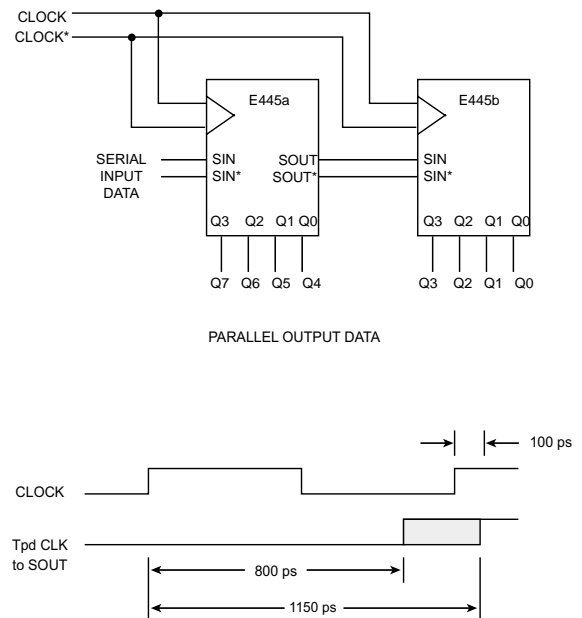 CLOCK
CLOCK*
E445a
E445b
SERIAL
INPUT
DATA
SIN
SIN*
SOUT
SOUT*
SIN
SIN*
Q3 Q2 Q1 Q0
Q3 Q2 Q1 Q0
Q7 Q6 Q5 Q4
Q3 Q2 Q1 Q0
PARALLEL OUTPUT DATA
100 ps
CLOCK
Tpd CLK
to SOUT
800 ps
1150 ps